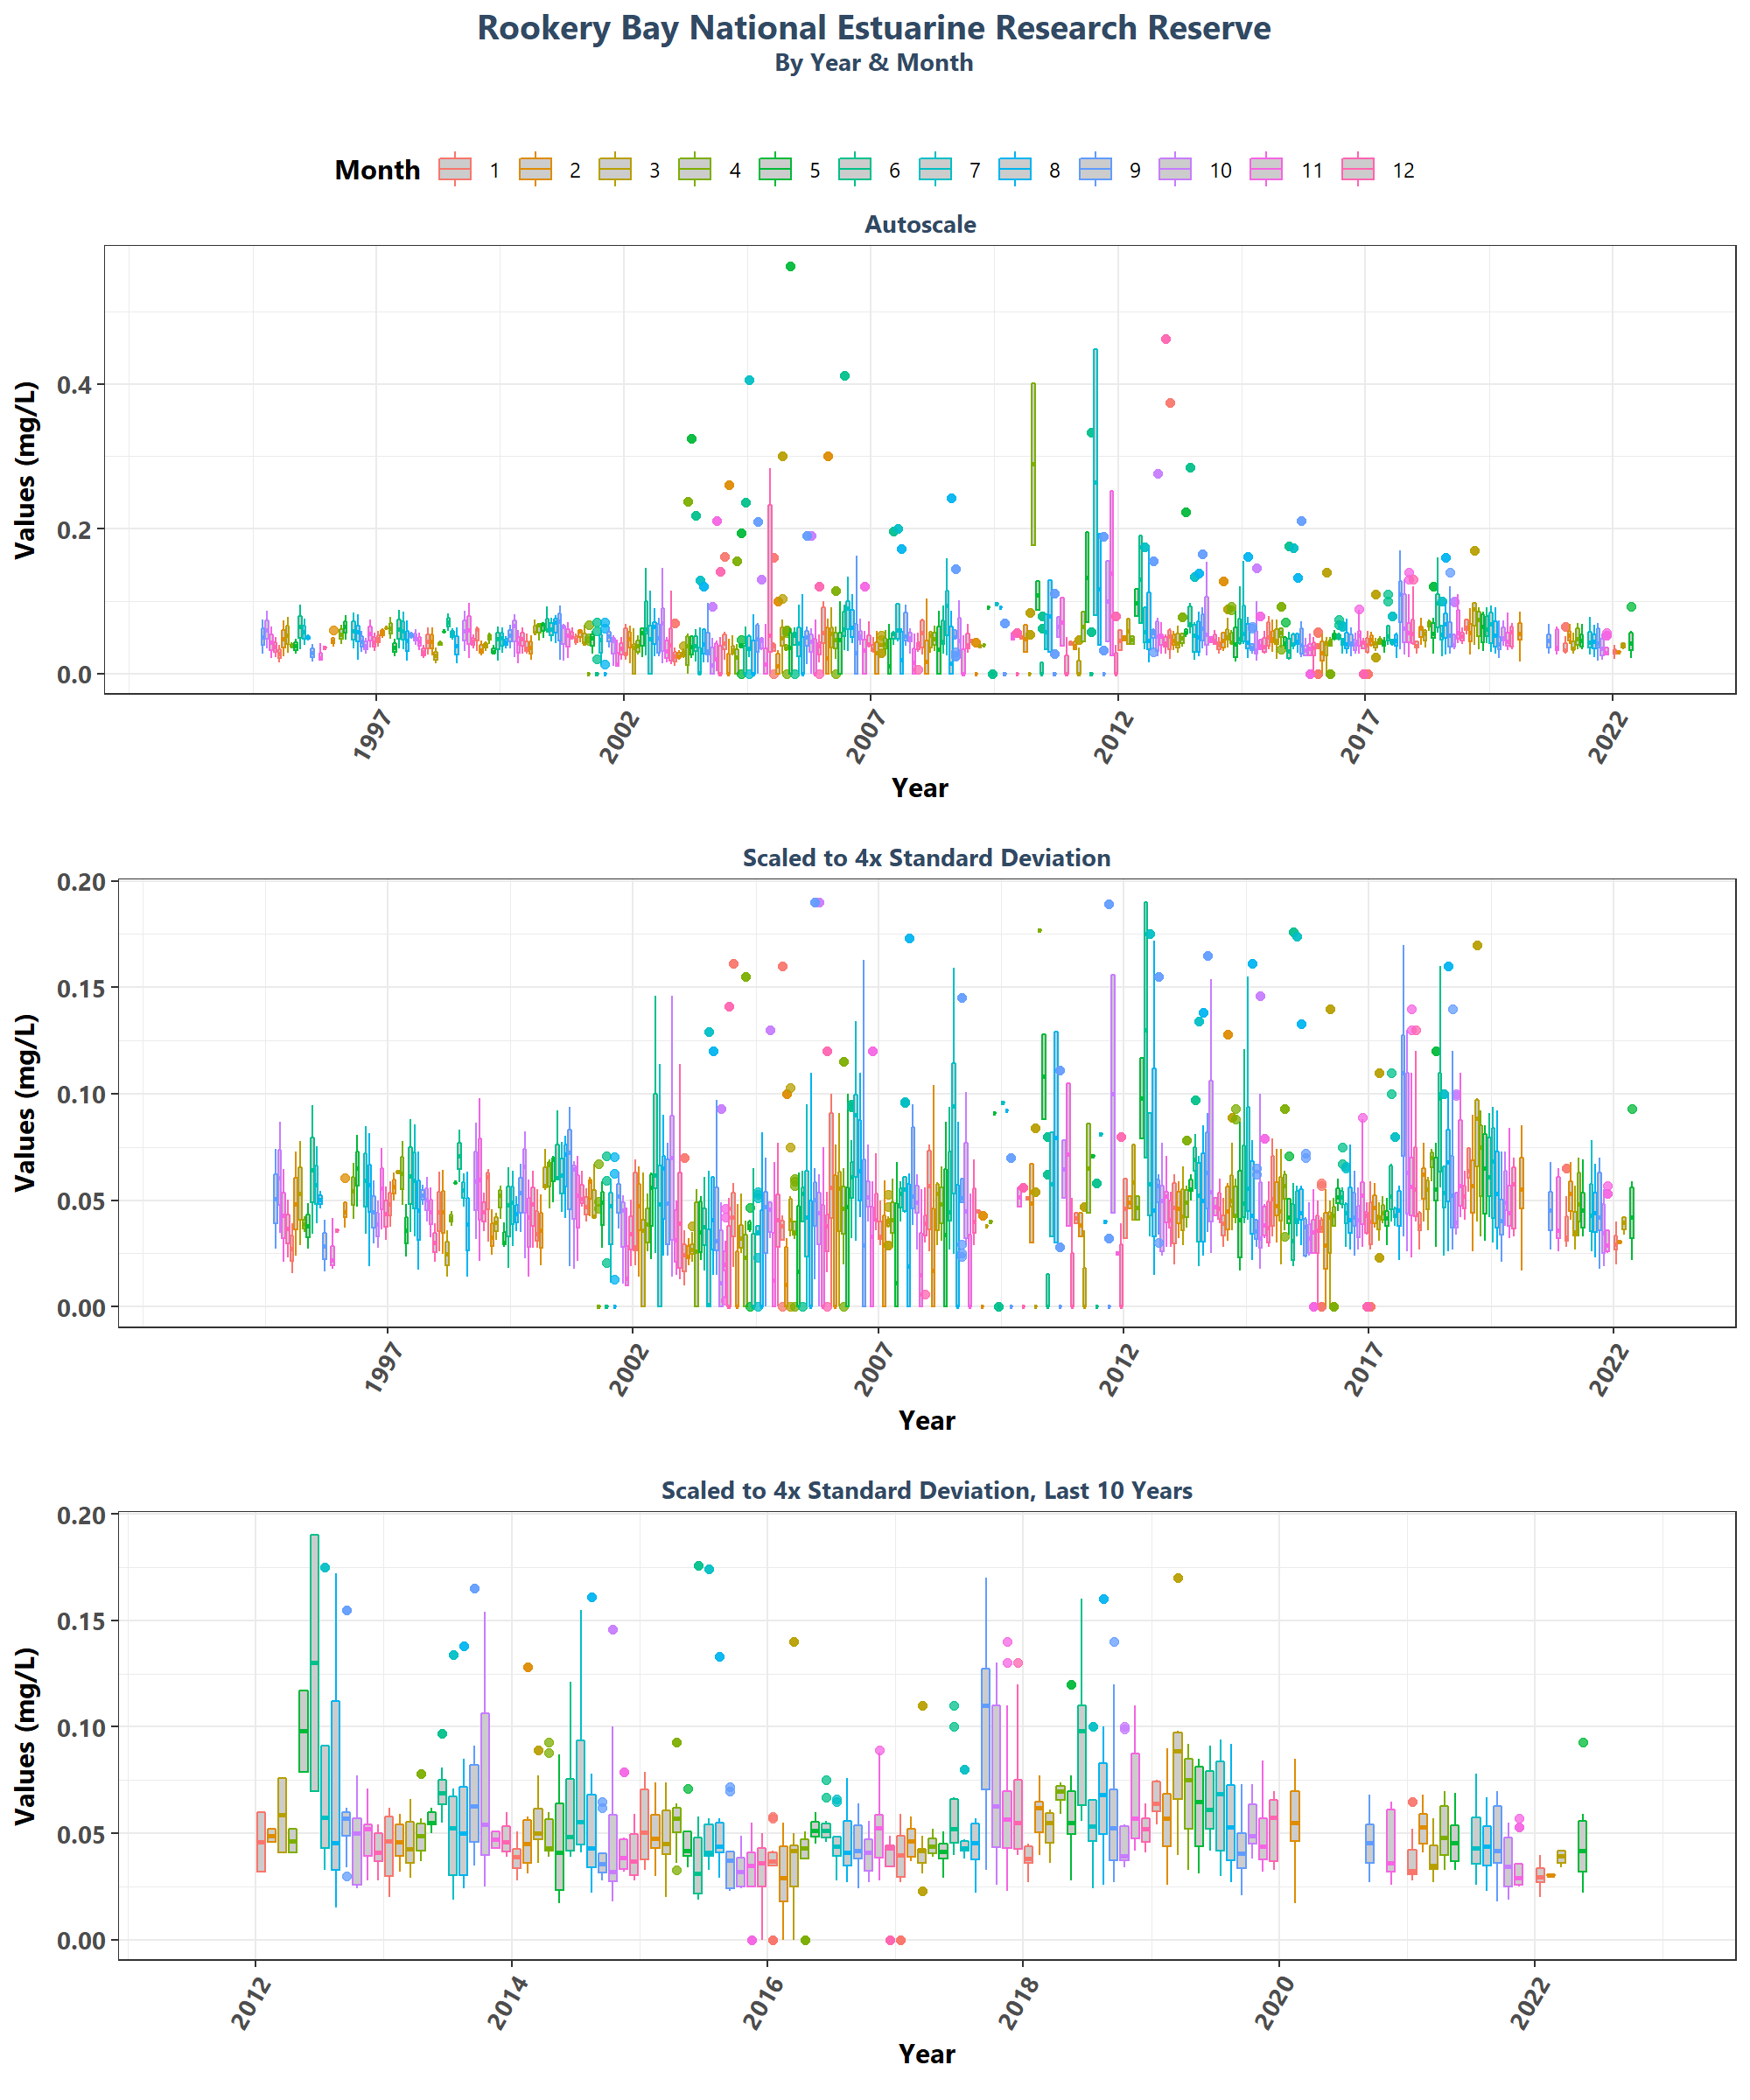 Rookery Bay National Estuarine Research Reserve
By Year & Month
Month 1 2 3 4 5 6 7 8 9 10 11 12
Autoscale
Values (mg/L)
0.4
0.2
0.0
1997 2002 2007 2012 2017 2022
Year
Scaled to 4x Standard Deviation
Values (mg/L)
0.20
0.15
0.10
0.05
0.00
1997 2002 2007 2012 2017 2022
Year
Scaled to 4x Standard Deviation, Last 10 Years
Values (mg/L)
0.20
0.15
0.10
0.05
0.00
2012 2014 2016 2018 2020 2022
Year